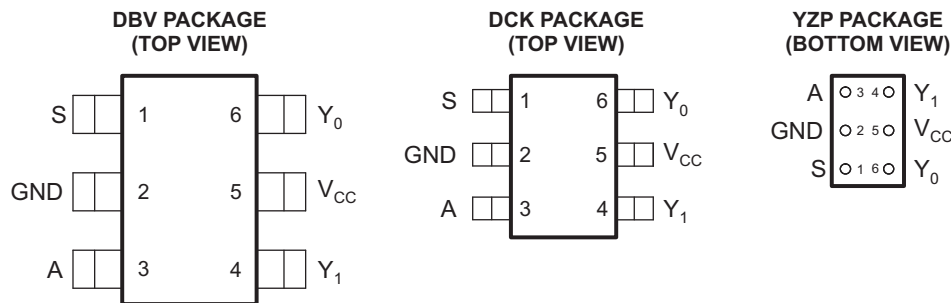 DBV PACKAGE
(TOP VIEW)
S 1 6 Y0
GND 2 5 VCC
A 3 4 Y1
DCK PACKAGE
(TOP VIEW)
S 1 6 Y0
GND 2 5 VCC
A 3 4 Y1
YZP PACKAGE
(BOTTOM VIEW)
A 3 4 Y1
GND 2 5 VCC
S 1 6 Y0